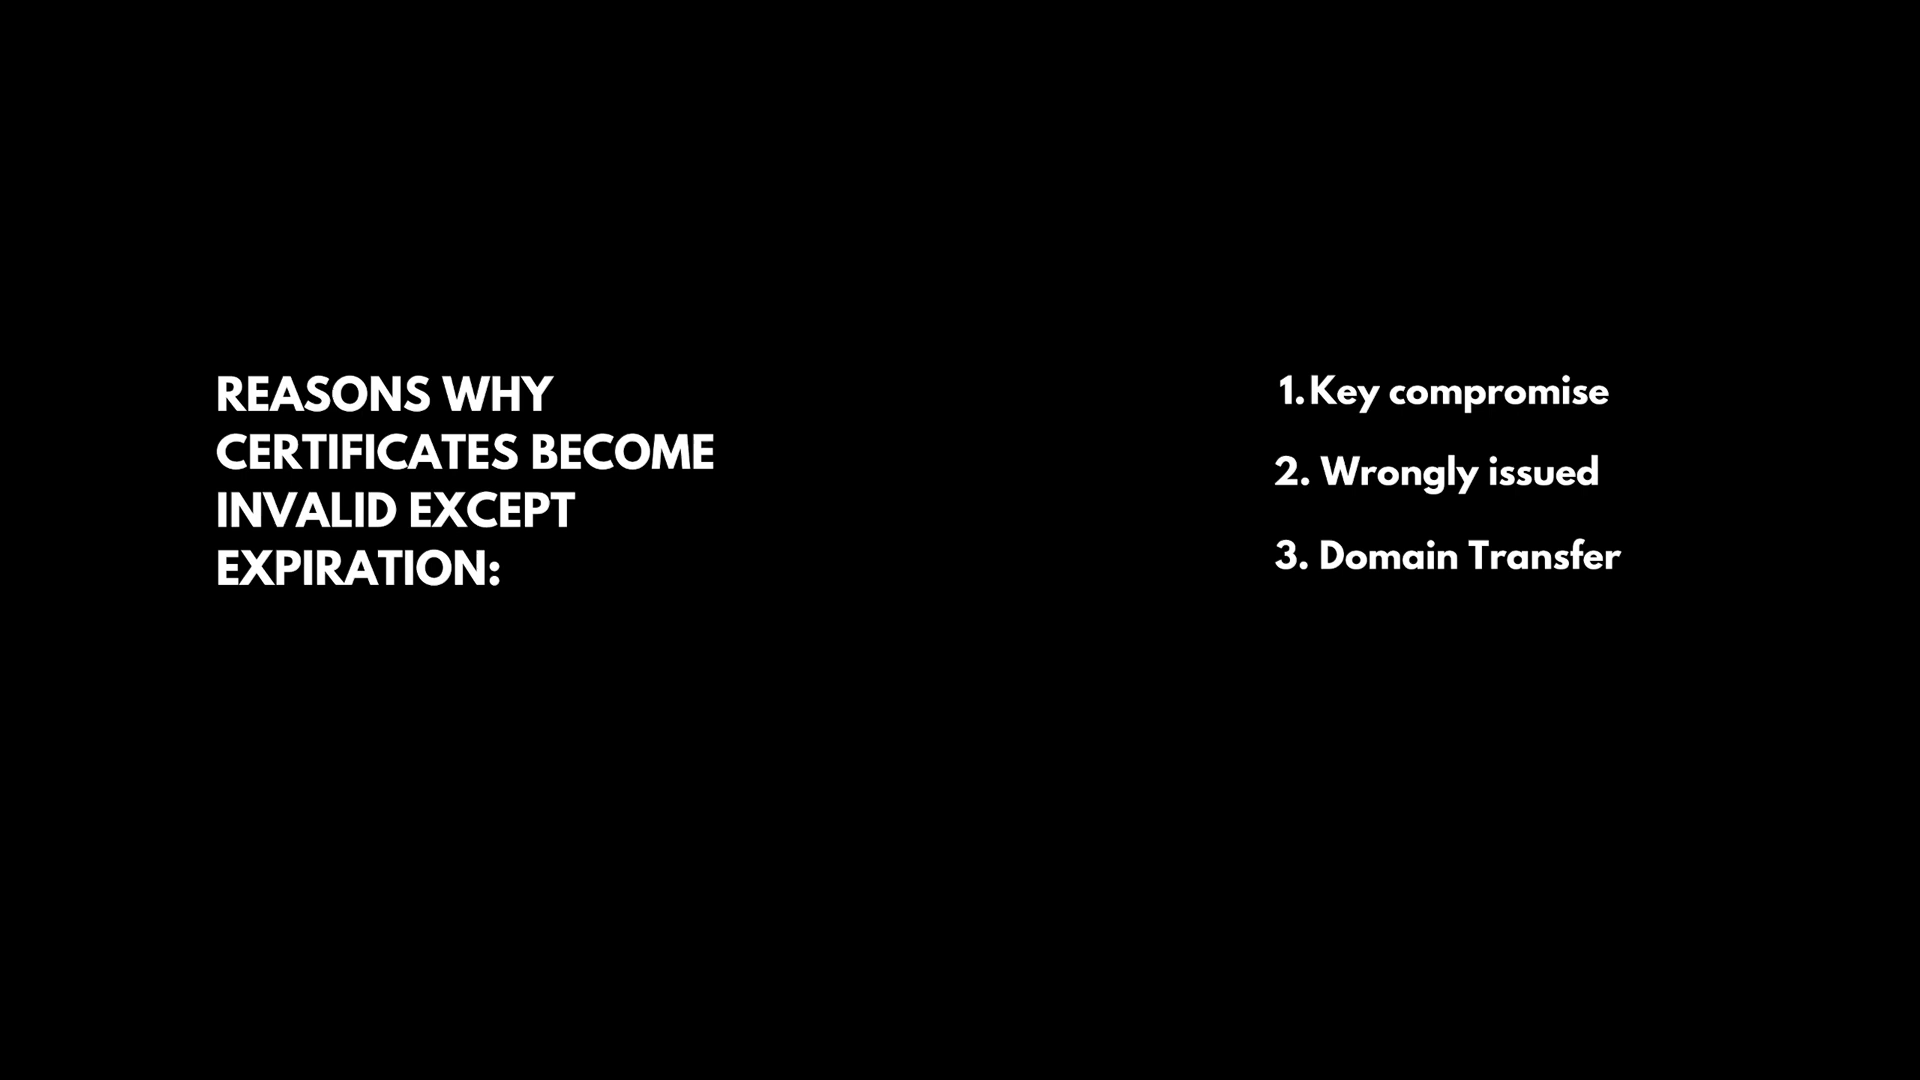 REASONS WHY
CERTIFICATES BECOME
INVALID EXCEPT
EXPIRATION:
1.Key compromise
2. Wrongly issued
3. Domain Transfer